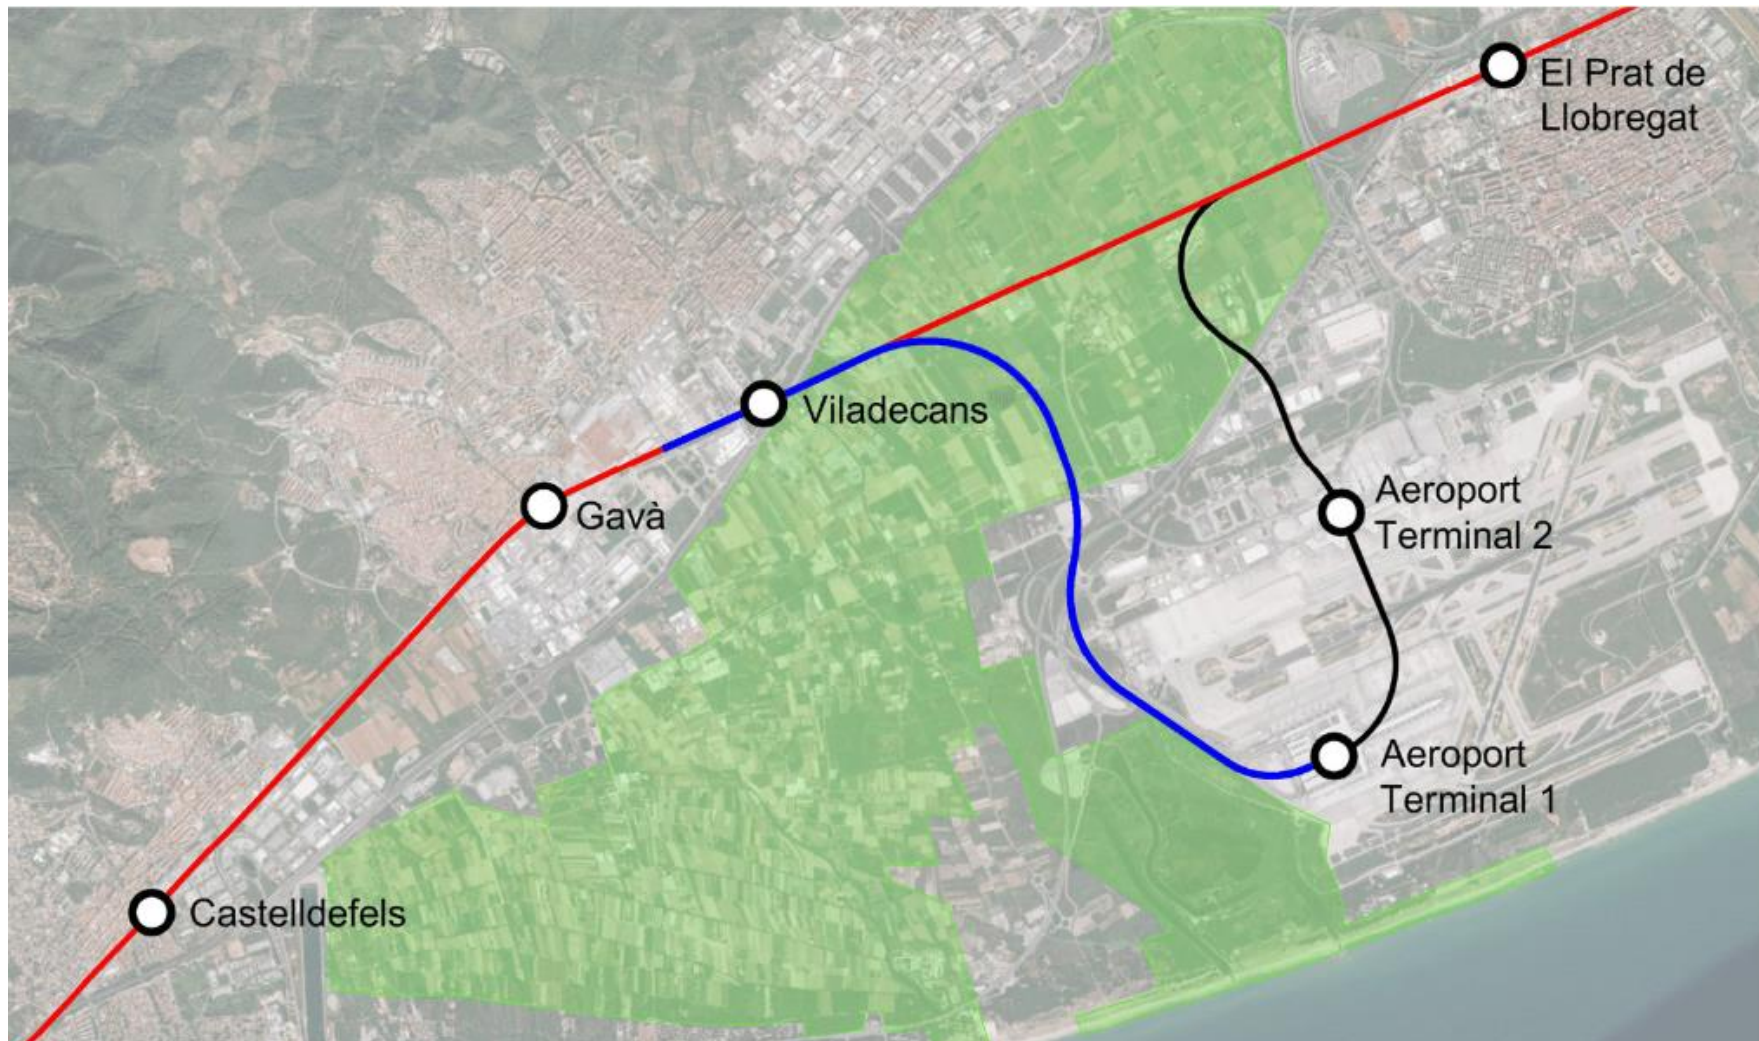 El Prat de
Llobregat
Viladecans
Gavà
Aeroport
Terminal 2
Aeroport
Terminal 1
Castelldefels